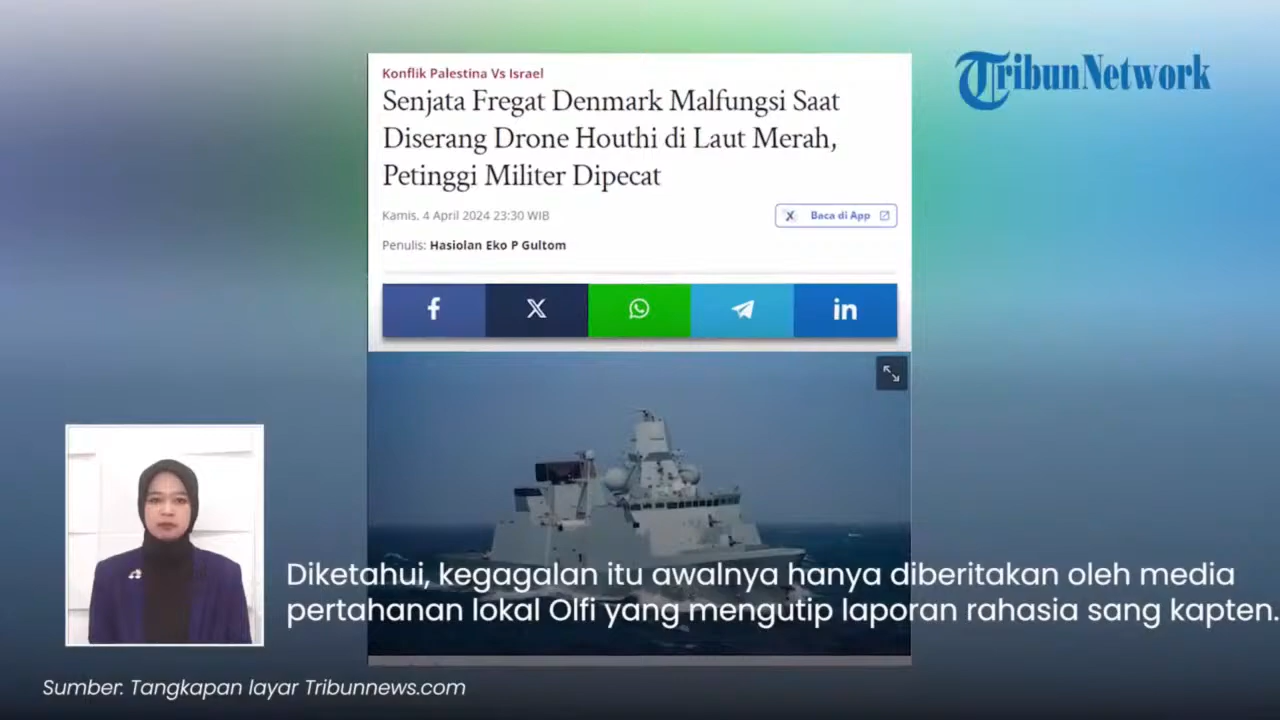 TribunNetwork
Konflik Palestina Vs Israel
Senjata Fregat Denmark Malfungsi Saat
Diserang Drone Houthi di Laut Merah,
Petinggi Militer Dipecat
Kamis, 4 April 2024 23:30 WIB
Baca di App
Penulis: Hasiolan Eko P Gultom
Diketahui, kegagalan itu awalnya hanya diberitakan oleh media
pertahanan lokal Olfi yang mengutip laporan rahasia sang kapten.
Sumber: Tangkapan layar Tribunnews.com